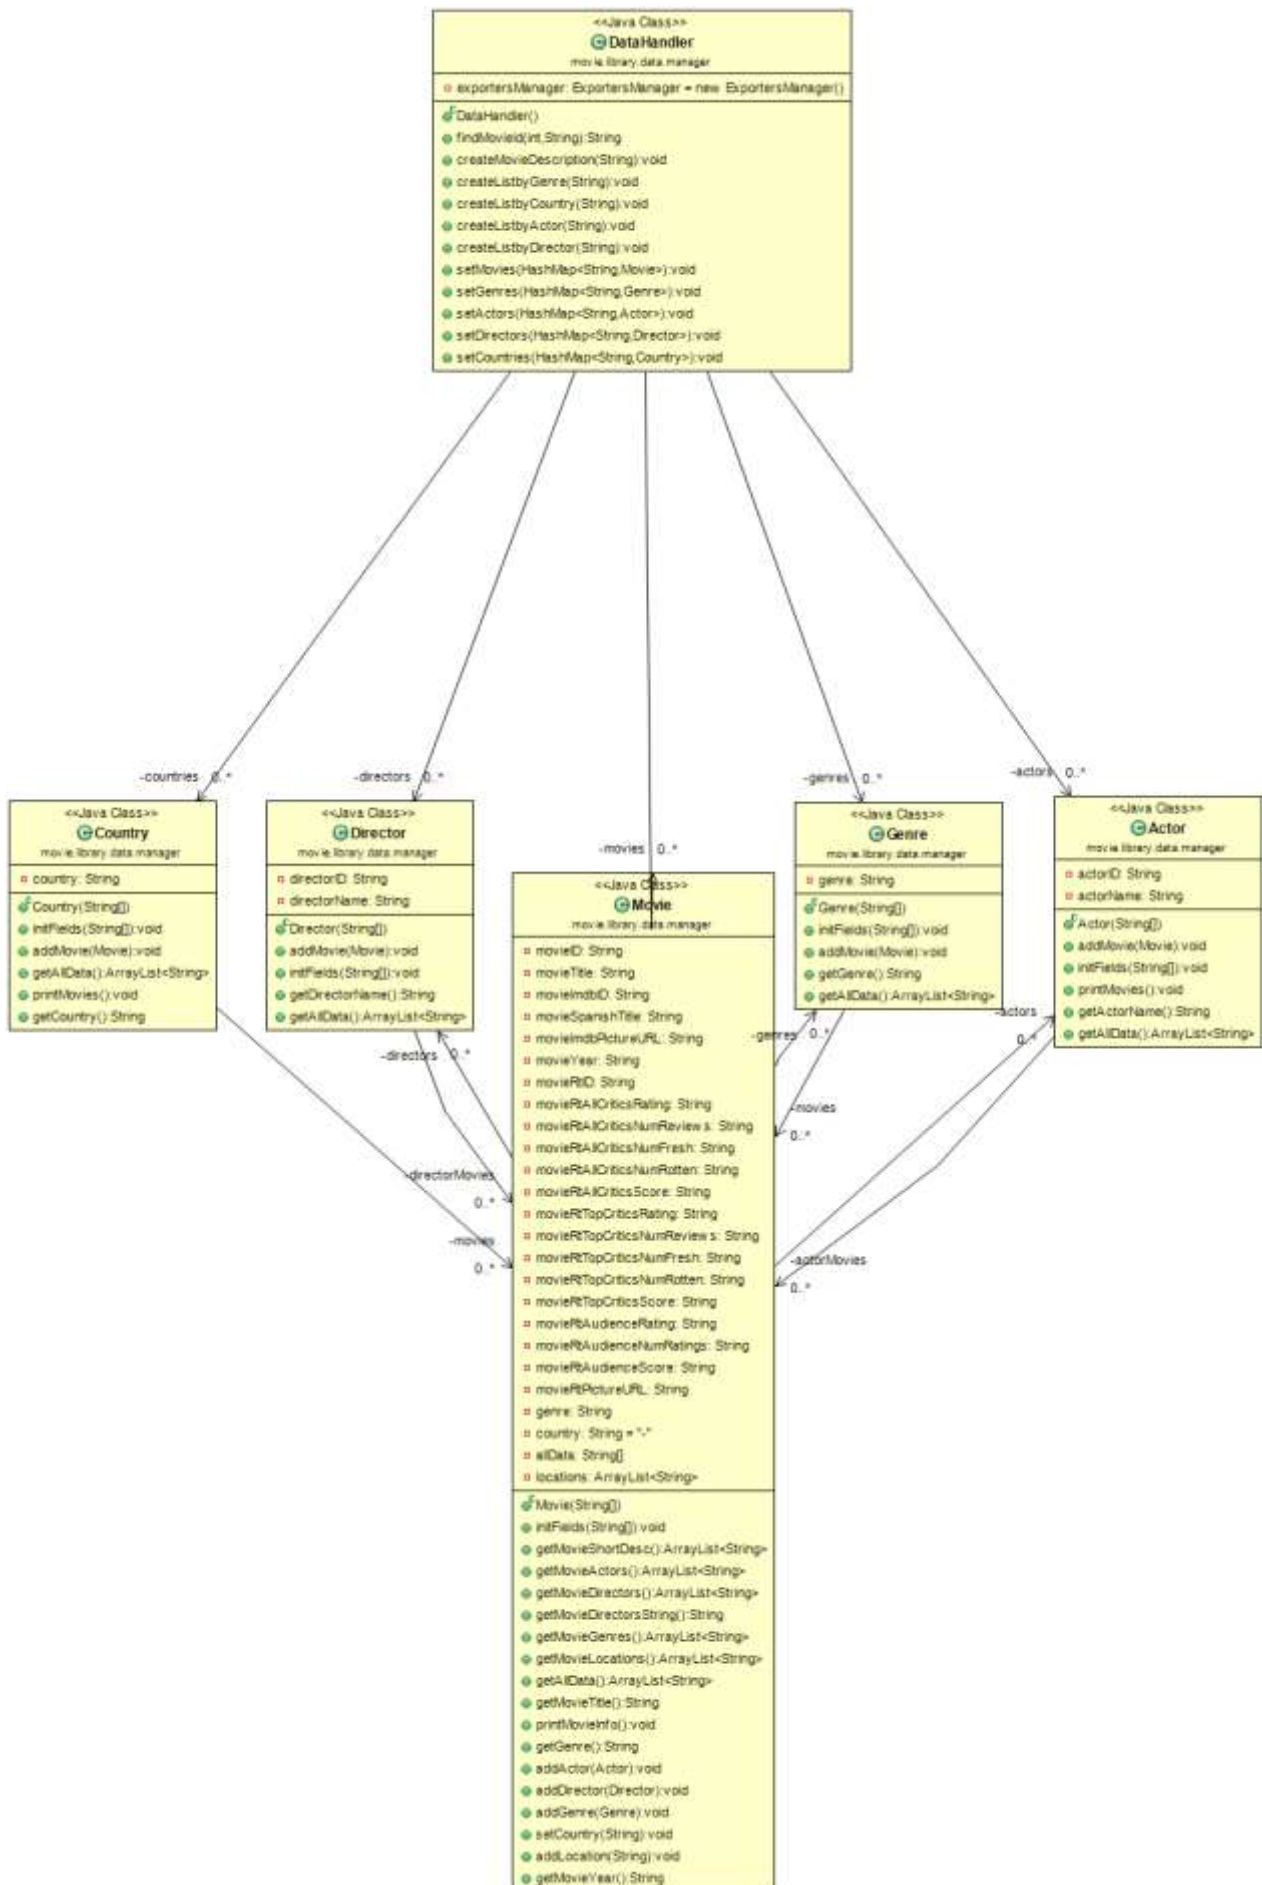 <<Java Class>>
DataHandler
movie.library.data.manager
exportersManager: ExportersManager = new ExportersManager()
DataHandler()
findMovieId(int,String):String
createMovieDescription(String):void
createListbyGenre(String):void
createListbyCountry(String):void
createListbyActor(String):void
createListbyDirector(String):void
setMovies(HashMap<String,Movie>):void
setGenres(HashMap<String,Genre>):void
setActors(HashMap<String,Actor>):void
setDirectors(HashMap<String,Director>):void
setCountries(HashMap<String,Country>):void
-countries 0..*
-directors 0..*
-movies 0..*
-genres 0..*
-actors 0..*
<<Java Class>>
Country
movie.library.data.manager
country: String
Country(String[])
initFields(String[]):void
addMovie(Movie):void
getAllData():ArrayList<String>
printMovies():void
getCountry():String
<<Java Class>>
Director
movie.library.data.manager
directorID: String
directorName: String
Director(String[])
addMovie(Movie):void
initFields(String[]):void
getDirectorName():String
getAllData():ArrayList<String>
-directors 0..*
-directorMovies
0..*
-movies
0..*
<<Java Class>>
Movie
movie.library.data.manager
movieID: String
movieTitle: String
movieImdbID: String
movieSpanishTitle: String
movieImdbPictureURL: String
movieYear: String
movieRtID: String
movieRtAllCriticsRating: String
movieRtAllCriticsNumReviews: String
movieRtAllCriticsNumFresh: String
movieRtAllCriticsNumRotten: String
movieRtAllCriticsScore: String
movieRtTopCriticsRating: String
movieRtTopCriticsNumReviews: String
movieRtTopCriticsNumFresh: String
movieRtTopCriticsNumRotten: String
movieRtTopCriticsScore: String
movieRtAudienceRating: String
movieRtAudienceNumRatings: String
movieRtAudienceScore: String
movieRtPictureURL: String
genre: String
country: String = "-"
allData: String[]
locations: ArrayList<String>
Movie(String[])
initFields(String[]):void
getMovieShortDesc():ArrayList<String>
getMovieActors():ArrayList<String>
getMovieDirectors():ArrayList<String>
getMovieDirectorsString():String
getMovieGenres():ArrayList<String>
getMovieLocations():ArrayList<String>
getAllData():ArrayList<String>
getMovieTitle():String
printMovieInfo():void
getGenre():String
addActor(Actor):void
addDirector(Director):void
addGenre(Genre):void
setCountry(String):void
addLocation(String):void
getMovieYear():String
<<Java Class>>
Genre
movie.library.data.manager
genre: String
Genre(String[])
initFields(String[]):void
addMovie(Movie):void
getGenre():String
getAllData():ArrayList<String>
-genres 0..*
-movies
0..*
<<Java Class>>
Actor
movie.library.data.manager
actorID: String
actorName: String
Actor(String[])
addMovie(Movie):void
initFields(String[]):void
printMovies():void
getActorName():String
getAllData():ArrayList<String>
-actors
0..*
-actorMovies
0..*